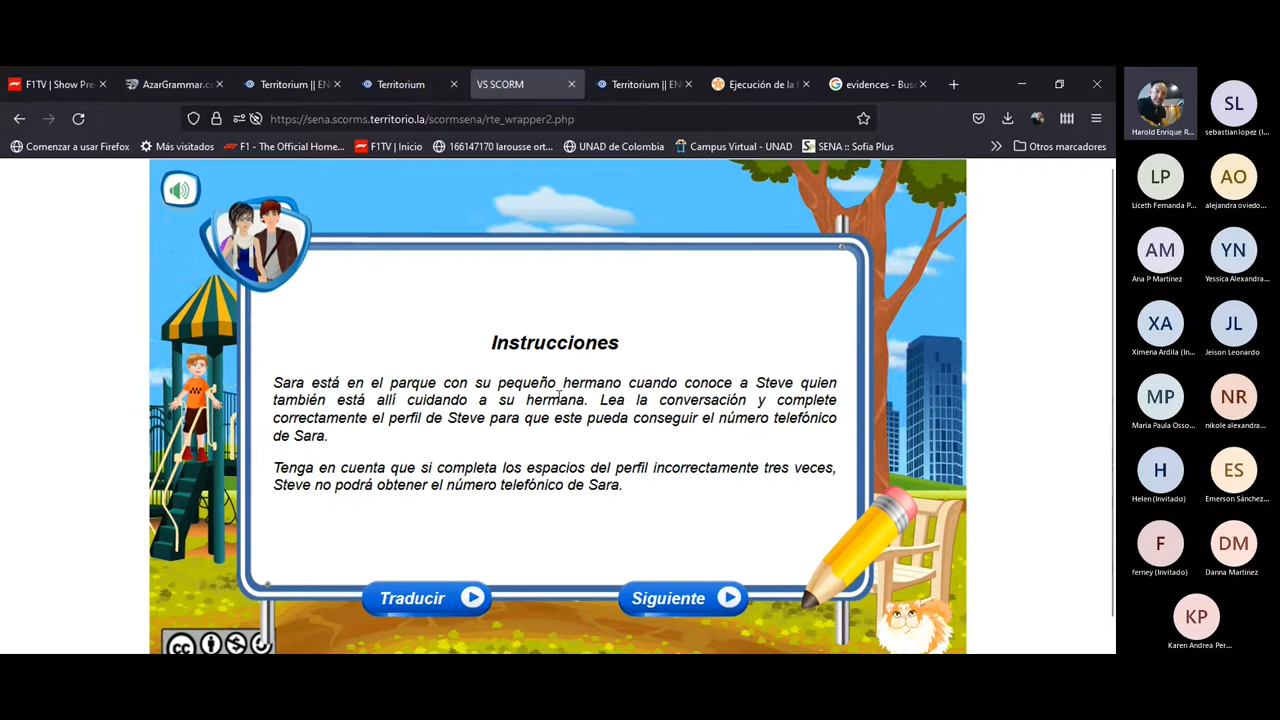 F1TV | Show Pre-
AzarGrammar.co
Territorium || EN
Territorium
VS SCORM
Territorium || EN
Ejecución de la f
evidences - Busc
https://sena.scorms.territorio.la/scormsena/rte_wrapper2.php
Comenzar a usar Firefox
Más visitados
F1 - The Official Home...
F1TV | Inicio
166147170 larousse ort...
UNAD de Colombia
Campus Virtual - UNAD
SENA :: Sofia Plus
Otros marcadores
Instrucciones
Sara está en el parque con su pequeño hermano cuando conoce a Steve quien
también está allí cuidando a su hermana. Lea la conversación y complete
correctamente el perfil de Steve para que este pueda conseguir el número telefónico
de Sara.
Tenga en cuenta que si completa los espacios del perfil incorrectamente tres veces,
Steve no podrá obtener el número telefónico de Sara.
Traducir
Siguiente
cc
Harold Enrique R...
SL
sebastian lopez (I...
LP
Liceth Fernanda P...
AO
alejandra oviedo...
AM
Ana P Martínez
YN
Yessica Alexandra...
XA
Ximena Ardila (In...
JL
Jeison Leonardo
MP
Maria Paula Osso...
NR
nikole alexandra...
H
Helen (Invitado)
ES
Emerson Sánchez...
F
ferney (Invitado)
DM
Danna Martinez
KP
Karen Andrea Per...